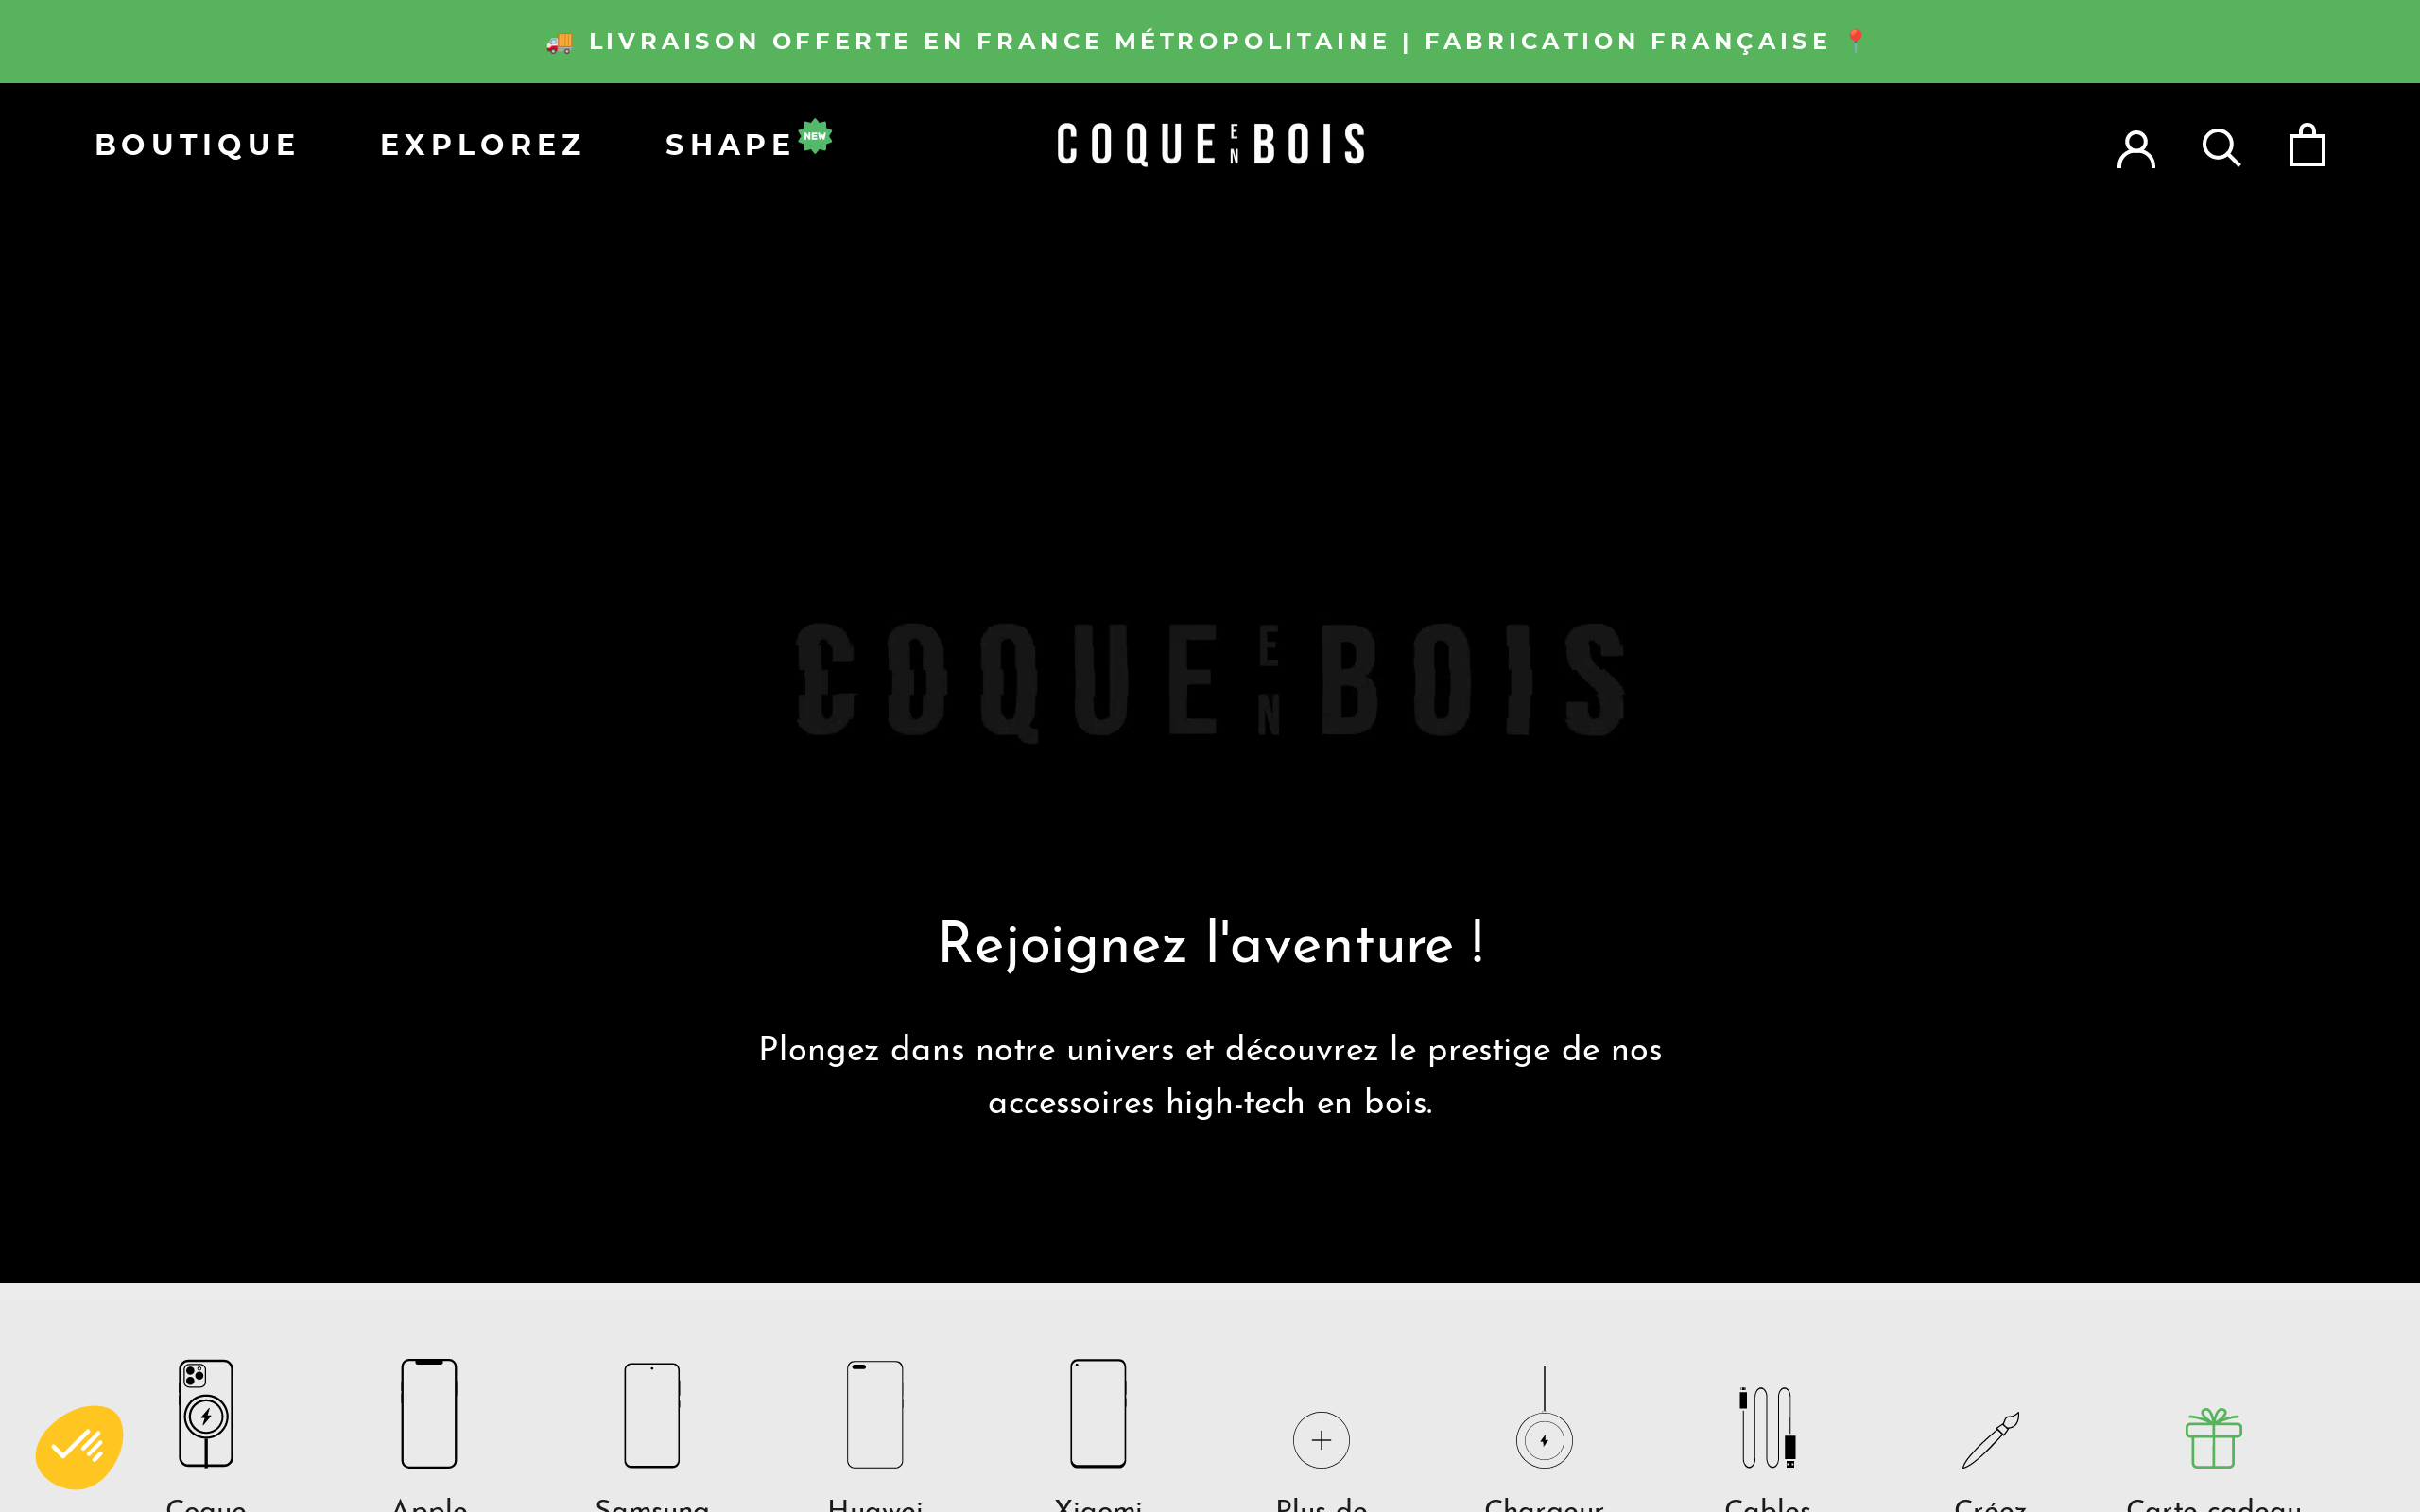 🚚 LIVRAISON OFFERTE EN FRANCE MÉTROPOLITAINE | FABRICATION FRANÇAISE 📍
BOUTIQUE
EXPLOREZ
SHAPE
NEW
COQUE EN BOIS
COQUE EN BOIS
Rejoignez l'aventure !
Plongez dans notre univers et découvrez le prestige de nos
accessoires high-tech en bois.
Coque
Apple
Samsung
Huawei
Xiaomi
Plus de
Chargeur
Cables
Créez
Carte cadeau